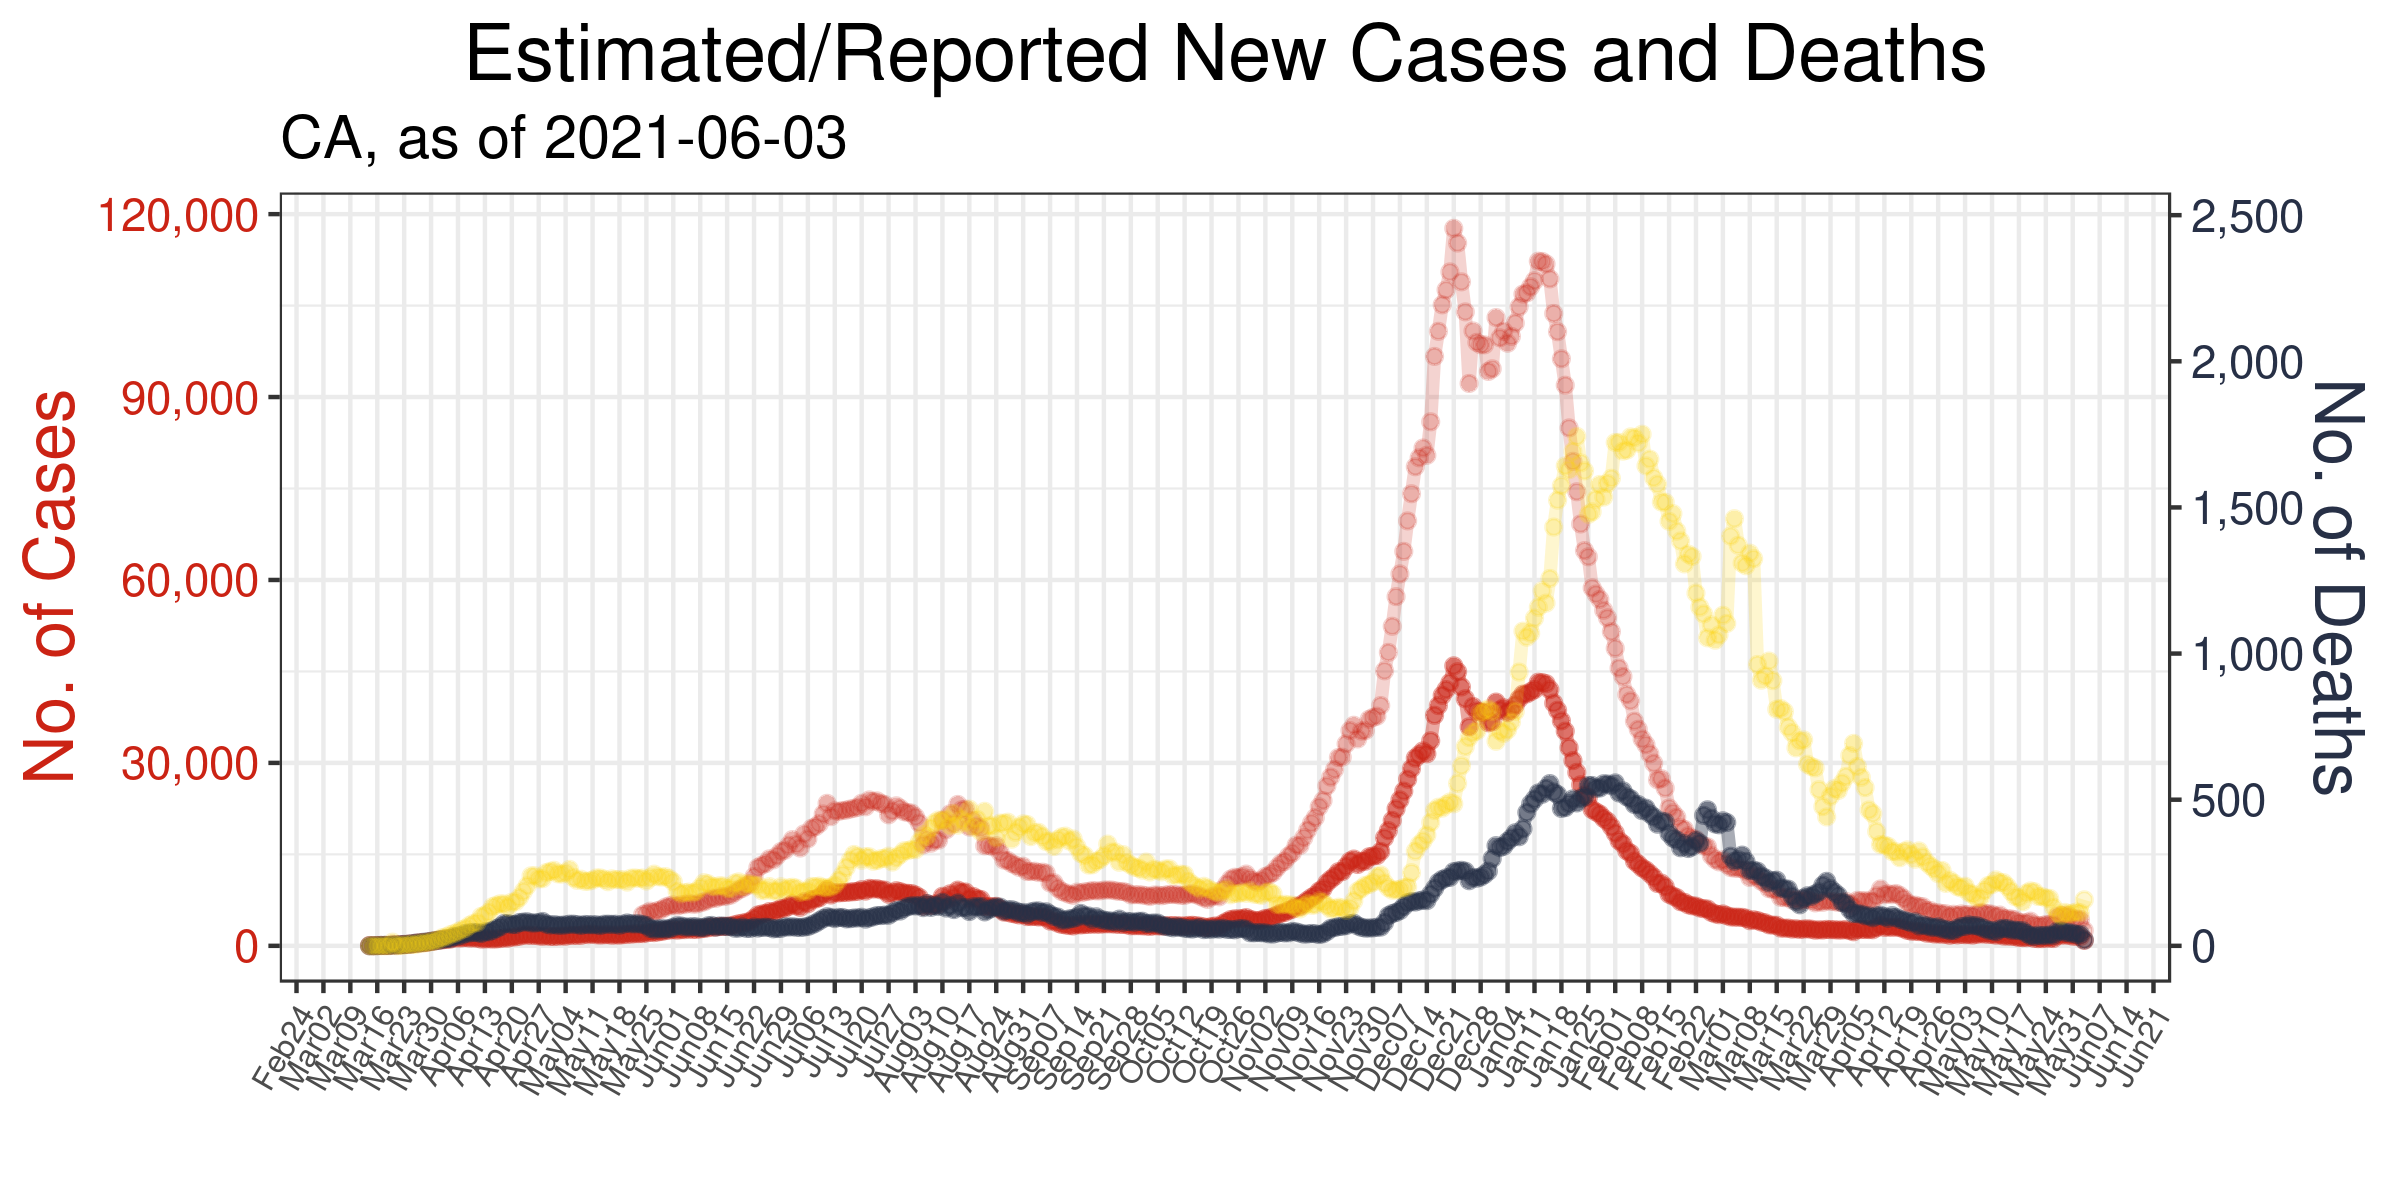 Estimated/Reported New Cases and Deaths
CA, as of 2021-06-03
No. of Cases
120,000
90,000
60,000
30,000
0
2,500
2,000
1,500
1,000
500
0
No. of Deaths
Feb24
Mar02
Mar09
Mar16
Mar23
Mar30
Apr06
Apr13
Apr20
Apr27
May04
May11
May18
May25
Jun01
Jun08
Jun15
Jun22
Jun29
Jul06
Jul13
Jul20
Jul27
Aug03
Aug10
Aug17
Aug24
Aug31
Sep07
Sep14
Sep21
Sep28
Oct05
Oct12
Oct19
Oct26
Nov02
Nov09
Nov16
Nov23
Nov30
Dec07
Dec14
Dec21
Dec28
Jan04
Jan11
Jan18
Jan25
Feb01
Feb08
Feb15
Feb22
Mar01
Mar08
Mar15
Mar22
Mar29
Apr05
Apr12
Apr19
Apr26
May03
May10
May17
May24
May31
Jun07
Jun14
Jun21